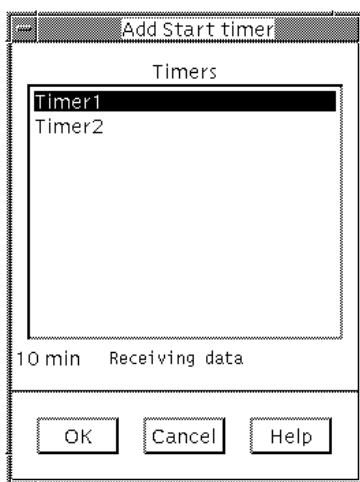 Add Start timer
Timers
Timer1
Timer2
10 min Receiving data
OK Cancel Help